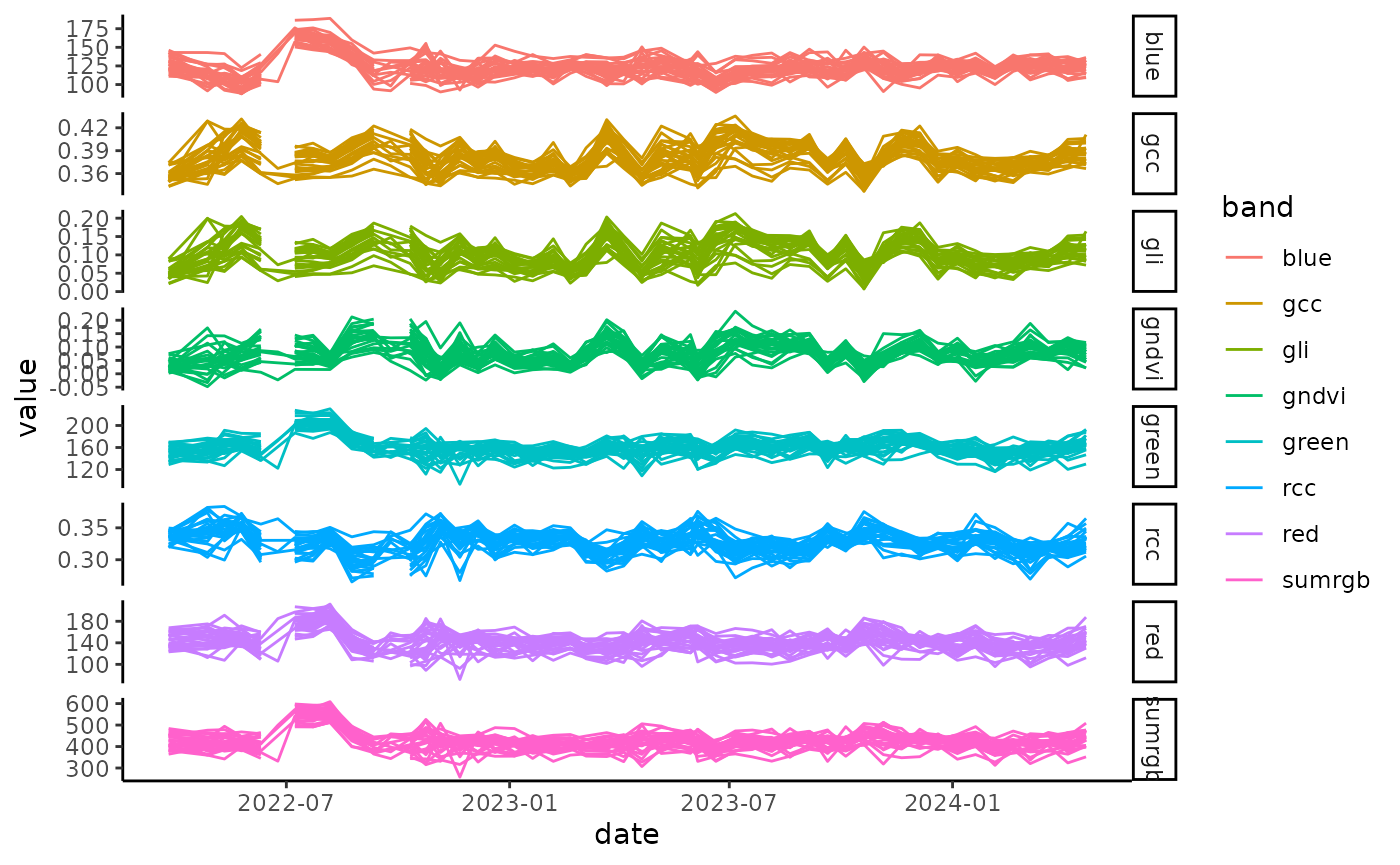 175
150
125
100
blue
0.42
0.39
0.36
gcc
0.20
0.15
0.10
0.05
0.00
gli
0.20
0.15
0.10
0.05
0.00
-0.05
gndvi
200
160
120
green
0.35
0.30
rcc
180
140
100
red
600
500
400
300
sumrgb
2022-07
2023-01
2023-07
2024-01
date
value
band
blue
gcc
gli
gndvi
green
rcc
red
sumrgb